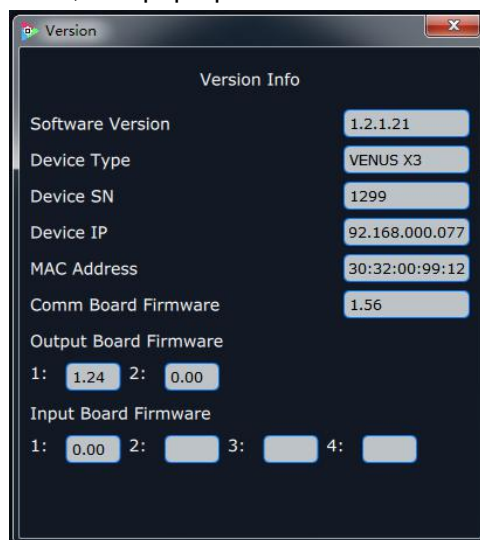 Version
Version Info
Software Version 1.2.1.21
Device Type VENUS X3
Device SN 1299
Device IP 92.168.000.077
MAC Address 30:32:00:99:12
Comm Board Firmware 1.56
Output Board Firmware
1: 1.24 2: 0.00
Input Board Firmware
1: 0.00 2: 3: 4: